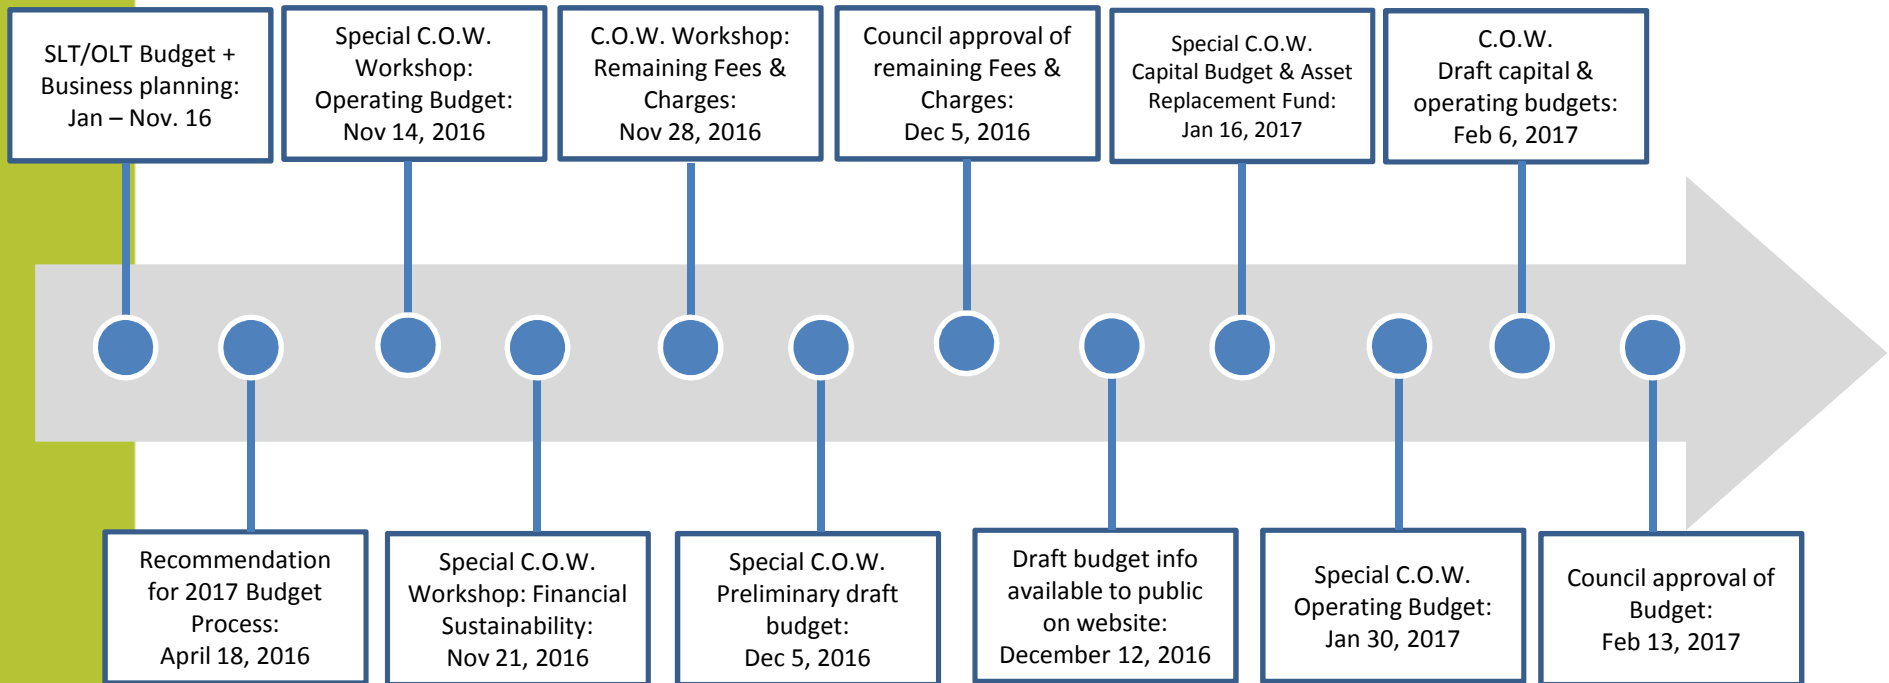 SLT/OLT Budget +
Business planning:
Jan – Nov. 16
Special C.O.W.
Workshop:
Operating Budget:
Nov 14, 2016
C.O.W. Workshop:
Remaining Fees &
Charges:
Nov 28, 2016
Council approval of
remaining Fees &
Charges:
Dec 5, 2016
Special C.O.W.
Capital Budget & Asset
Replacement Fund:
Jan 16, 2017
C.O.W.
Draft capital &
operating budgets:
Feb 6, 2017
Recommendation
for 2017 Budget
Process:
April 18, 2016
Special C.O.W.
Workshop: Financial
Sustainability:
Nov 21, 2016
Special C.O.W.
Preliminary draft
budget:
Dec 5, 2016
Draft budget info
available to public
on website:
December 12, 2016
Special C.O.W.
Operating Budget:
Jan 30, 2017
Council approval of
Budget:
Feb 13, 2017